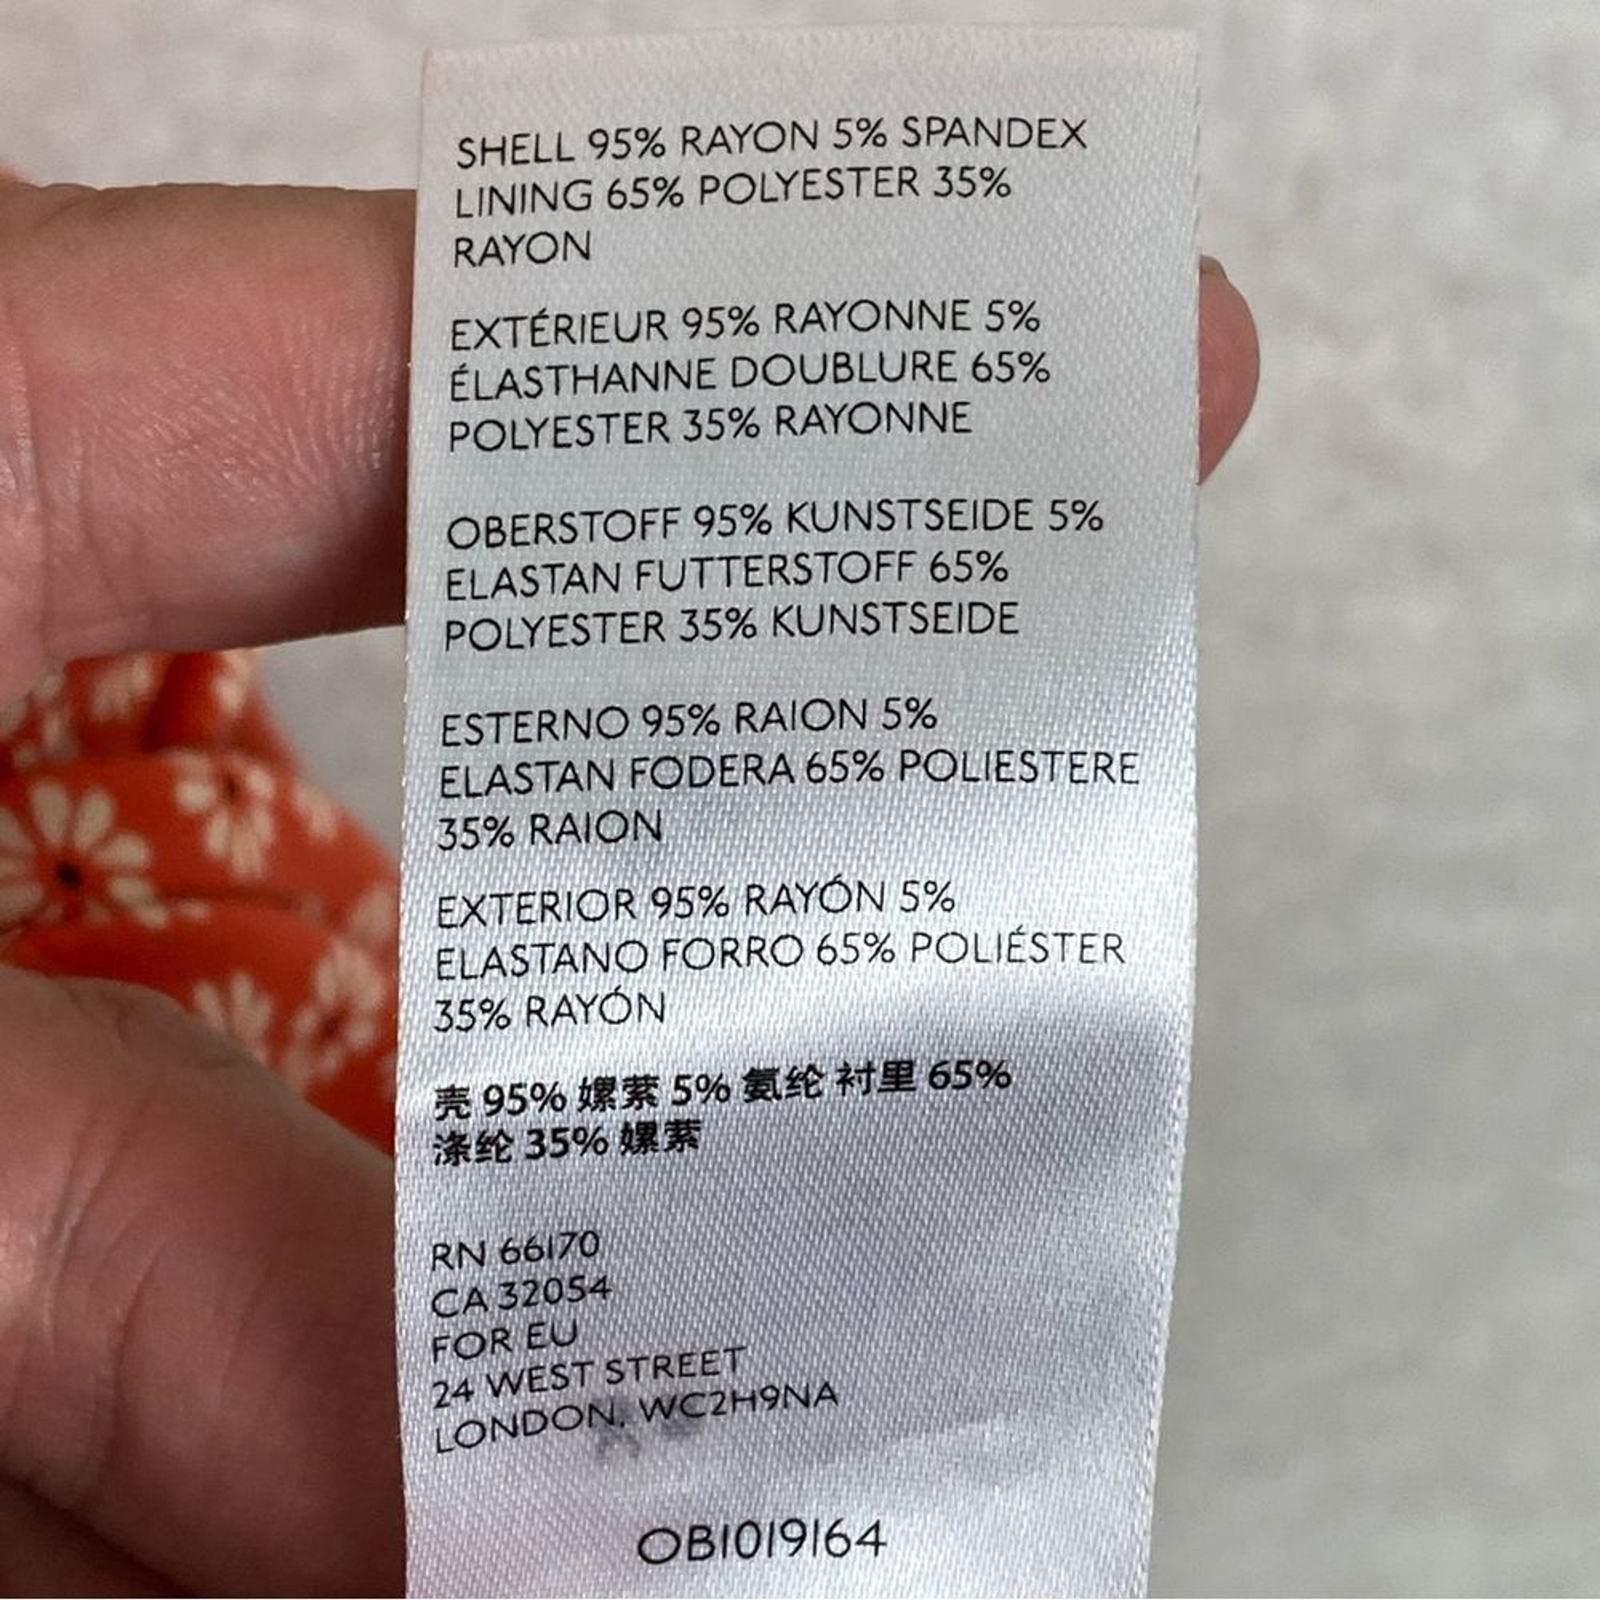 SHELL 95% RAYON 5% SPANDEX
LINING 65% POLYESTER 35%
RAYON
EXTÉRIEUR 95% RAYONNE 5%
ÉLASTHANNE DOUBLURE 65%
POLYESTER 35% RAYONNE
OBERSTOFF 95% KUNSTSEIDE 5%
ELASTAN FUTTERSTOFF 65%
POLYESTER 35% KUNSTSEIDE
ESTERNO 95% RAION 5%
ELASTAN FODERA 65% POLIESTERE
35% RAION
EXTERIOR 95% RAYÓN 5%
ELASTANO FORRO 65% POLIÉSTER
35% RAYÓN
壳 95% 嫘萦 5% 氨纶 衬里 65%
涤纶 35% 嫘萦
RN 66170
CA 32054
FOR EU
24 WEST STREET
LONDON, WC2H9NA
OB1019164